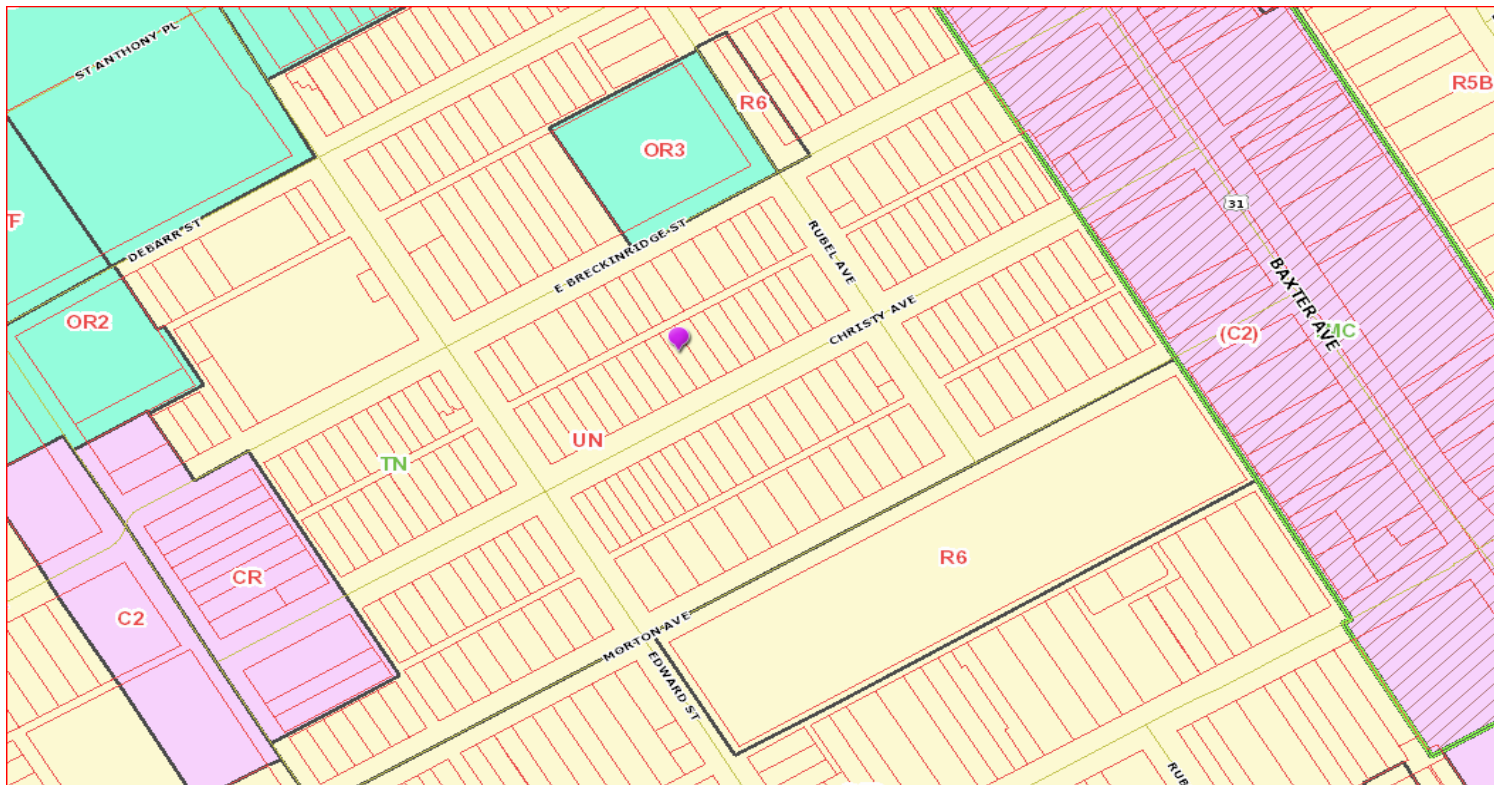 ST ANTHONY PL
R5B
R6
OR3
31
DEBARR ST
E BRECKINRIDGE ST
RUBEL AVE
BAXTER AVE
OR2
CHRISTY AVE
(C2)
UN
TN
R6
CR
C2
MORTON AVE
EDWARD ST
RUB